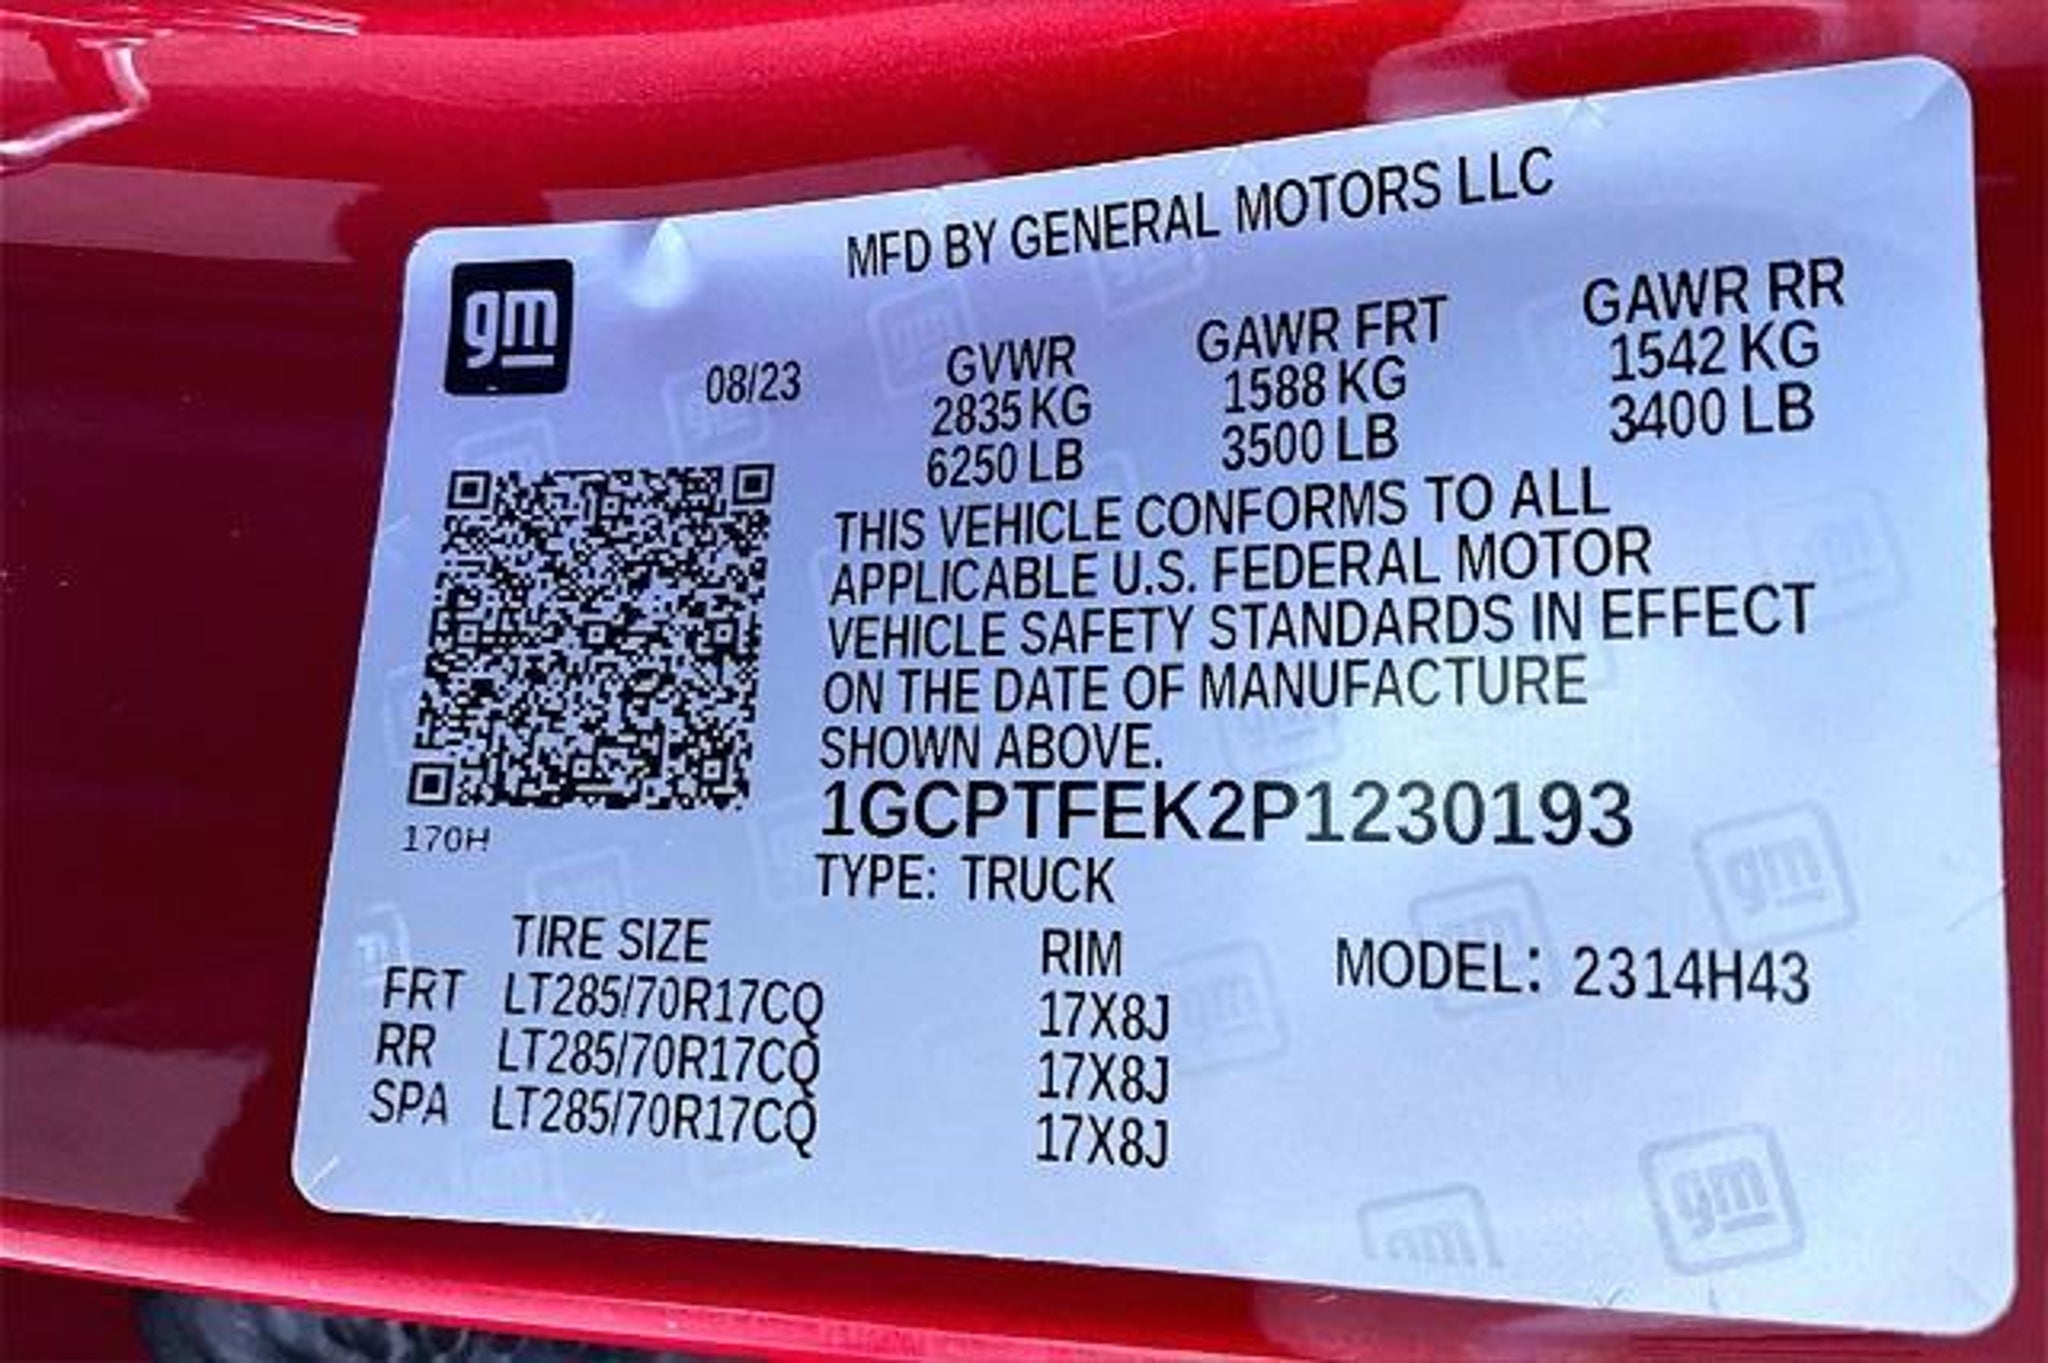 MFD BY GENERAL MOTORS LLC
gm
08/23
GVWR GAWR FRT GAWR RR
2835 KG 1588 KG 1542 KG
6250 LB 3500 LB 3400 LB
THIS VEHICLE CONFORMS TO ALL
APPLICABLE U.S. FEDERAL MOTOR
VEHICLE SAFETY STANDARDS IN EFFECT
ON THE DATE OF MANUFACTURE
SHOWN ABOVE.
1GCPTFEK2P1230193
170H
TYPE: TRUCK
TIRE SIZE RIM MODEL: 2314H43
FRT LT285/70R17CQ 17X8J
RR LT285/70R17CQ 17X8J
SPA LT285/70R17CQ 17X8J
gm
gm
gm